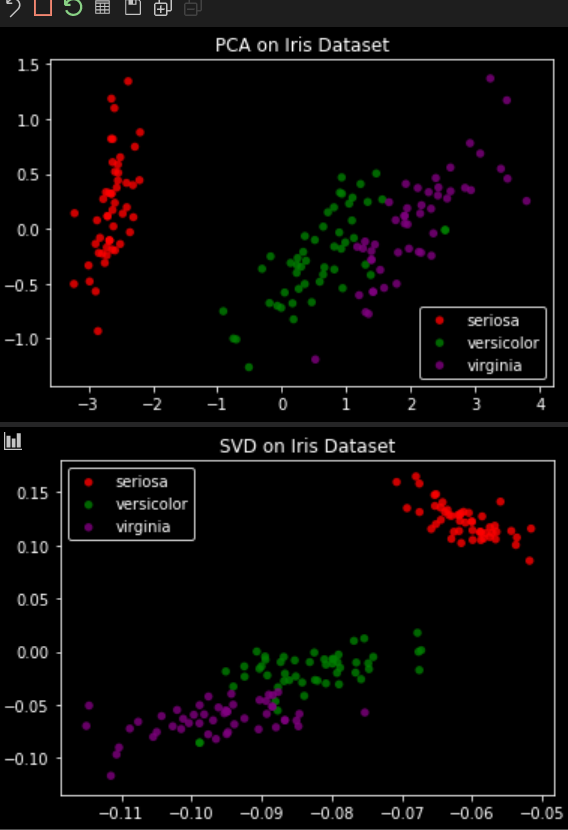 PCA on Iris Dataset
1.5
1.0
0.5
0.0
−0.5
−1.0
seriosa
versicolor
virginia
−3 −2 −1 0 1 2 3 4
SVD on Iris Dataset
seriosa
versicolor
virginia
0.15
0.10
0.05
0.00
−0.05
−0.10
−0.11 −0.10 −0.09 −0.08 −0.07 −0.06 −0.05